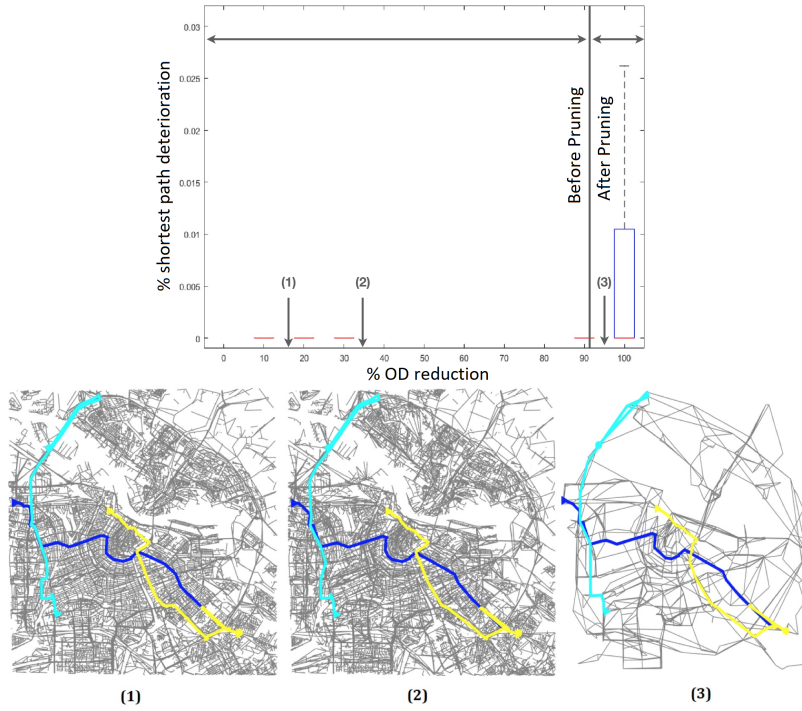 % shortest path deterioration
0.03
0.025
0.02
0.015
0.01
0.005
0
Before Pruning
After Pruning
(1)
(2)
(3)
0 10 20 30 40 50 60 70 80 90 100
% OD reduction
(1)
(2)
(3)